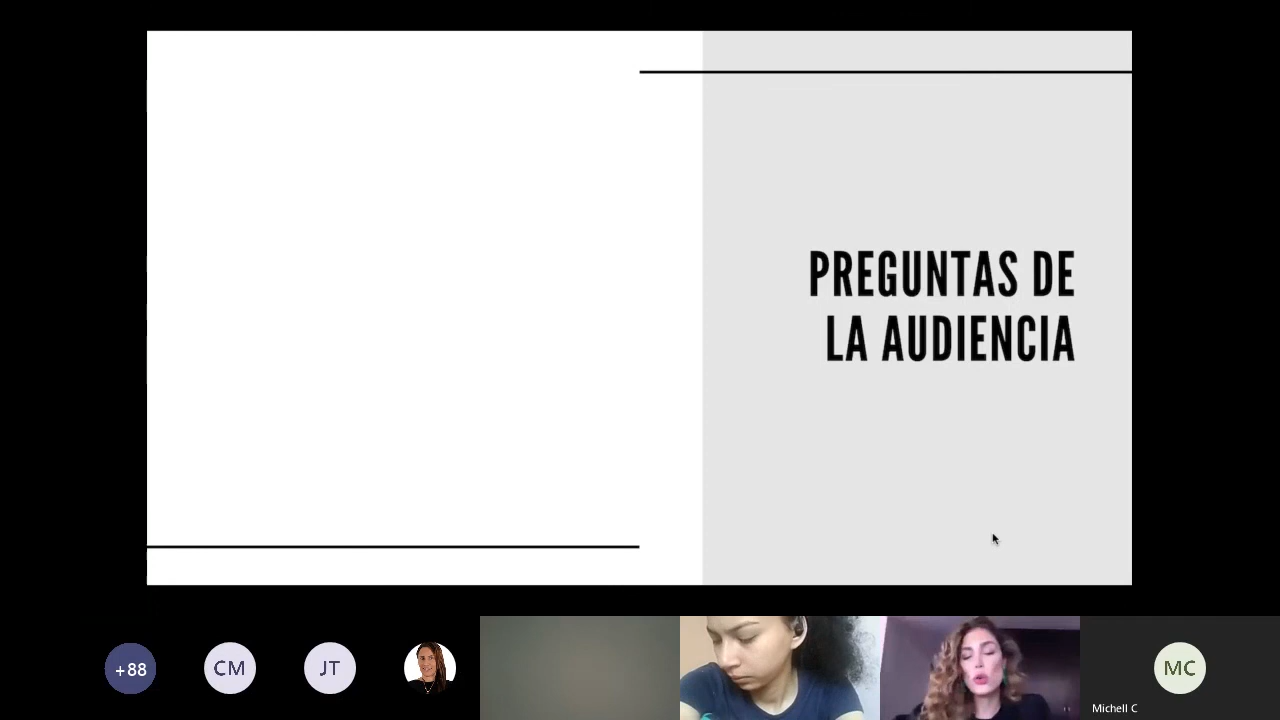 PREGUNTAS DE
LA AUDIENCIA
+88
CM
JT
MC
Michell C